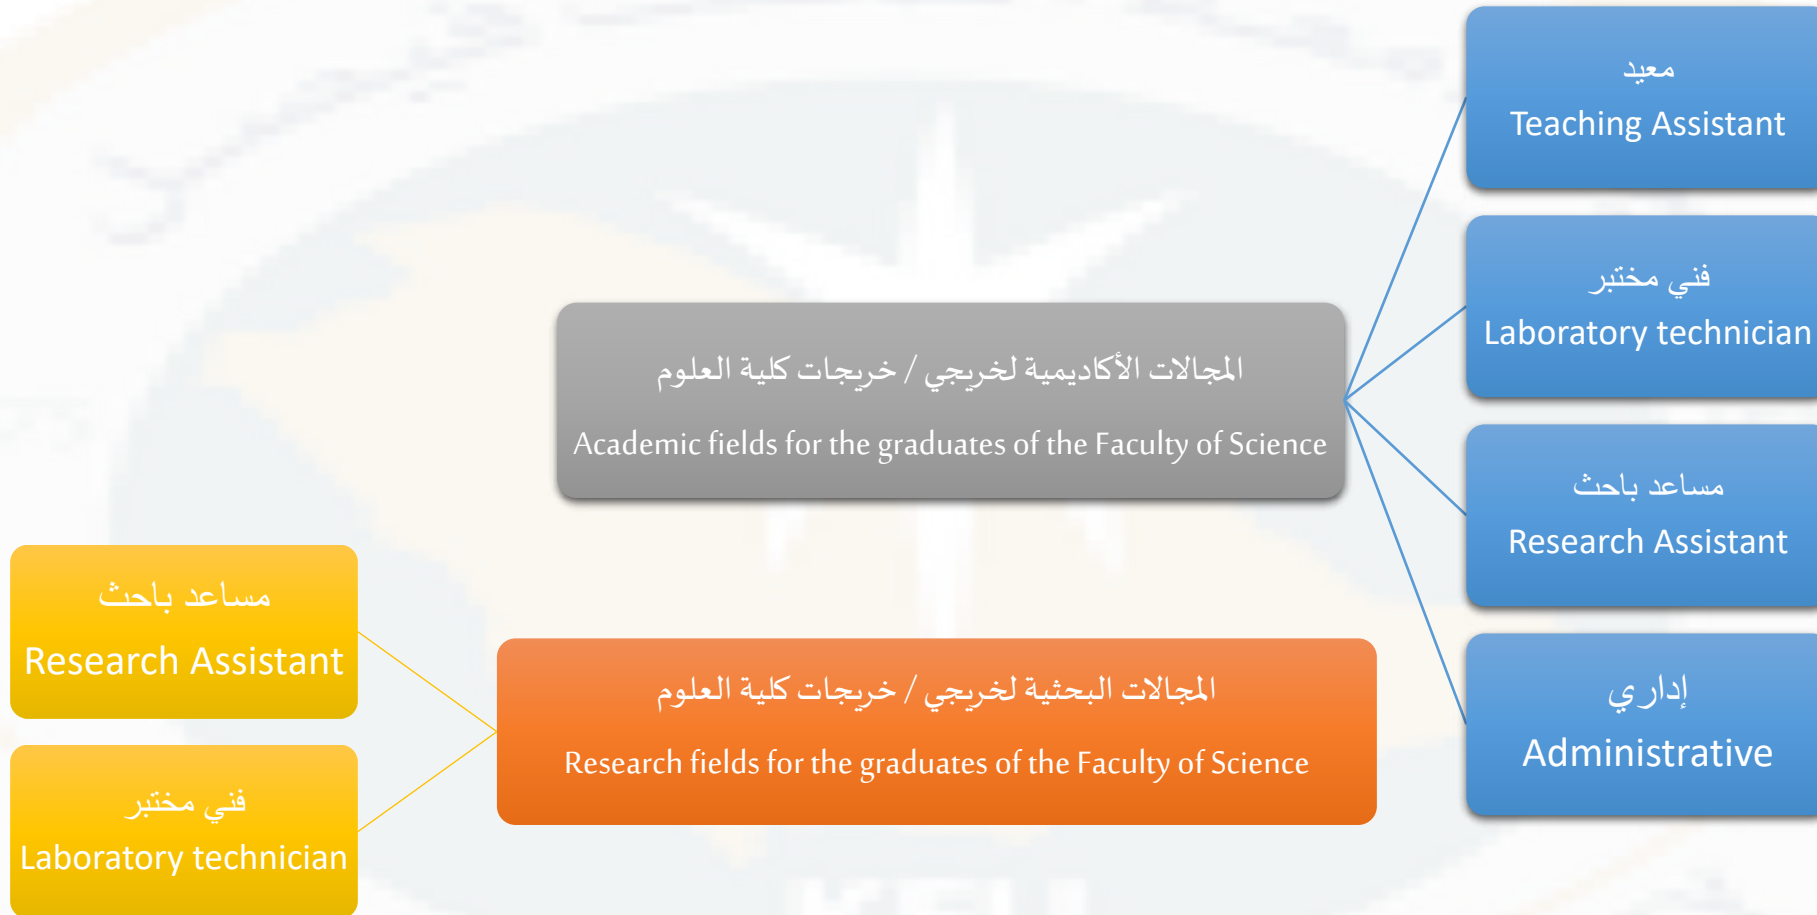 معيد
Teaching Assistant
فني مختبر
Laboratory technician
المجالات الأكاديمية لخريجي / خريجات كلية العلوم
Academic fields for the graduates of the Faculty of Science
مساعد باحث
Research Assistant
إداري
Administrative
مساعد باحث
Research Assistant
المجالات البحثية لخريجي / خريجات كلية العلوم
Research fields for the graduates of the Faculty of Science
فني مختبر
Laboratory technician